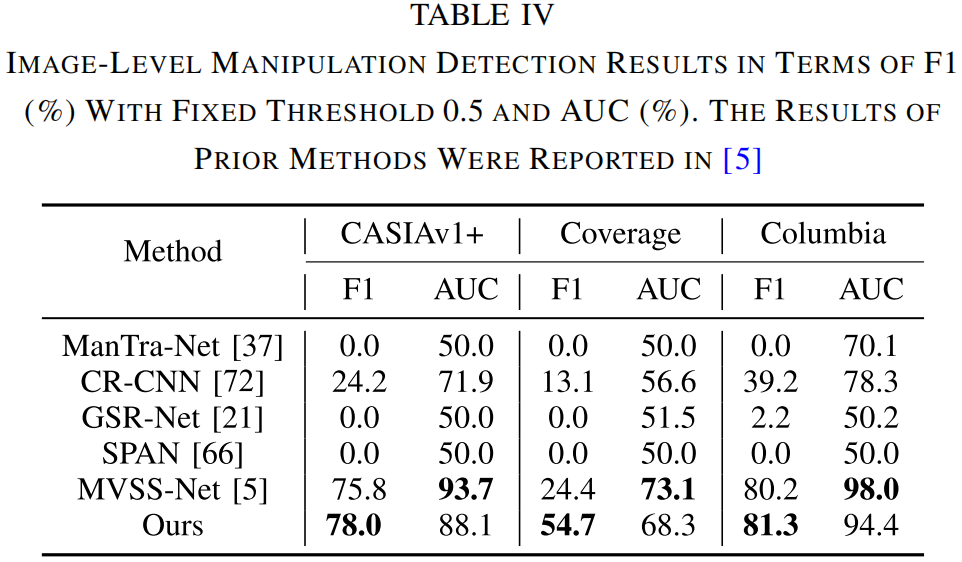 TABLE IV
IMAGE-LEVEL MANIPULATION DETECTION RESULTS IN TERMS OF F1
(%) WITH FIXED THRESHOLD 0.5 AND AUC (%). THE RESULTS OF
PRIOR METHODS WERE REPORTED IN [5]
Method | CASIAv1+ | Coverage | Columbia
| F1 AUC | F1 AUC | F1 AUC
ManTra-Net [37] 0.0 50.0 0.0 50.0 0.0 70.1
CR-CNN [72] 24.2 71.9 13.1 56.6 39.2 78.3
GSR-Net [21] 0.0 50.0 0.0 51.5 2.2 50.2
SPAN [66] 0.0 50.0 0.0 50.0 0.0 50.0
MVSS-Net [5] 75.8 93.7 24.4 73.1 80.2 98.0
Ours 78.0 88.1 54.7 68.3 81.3 94.4